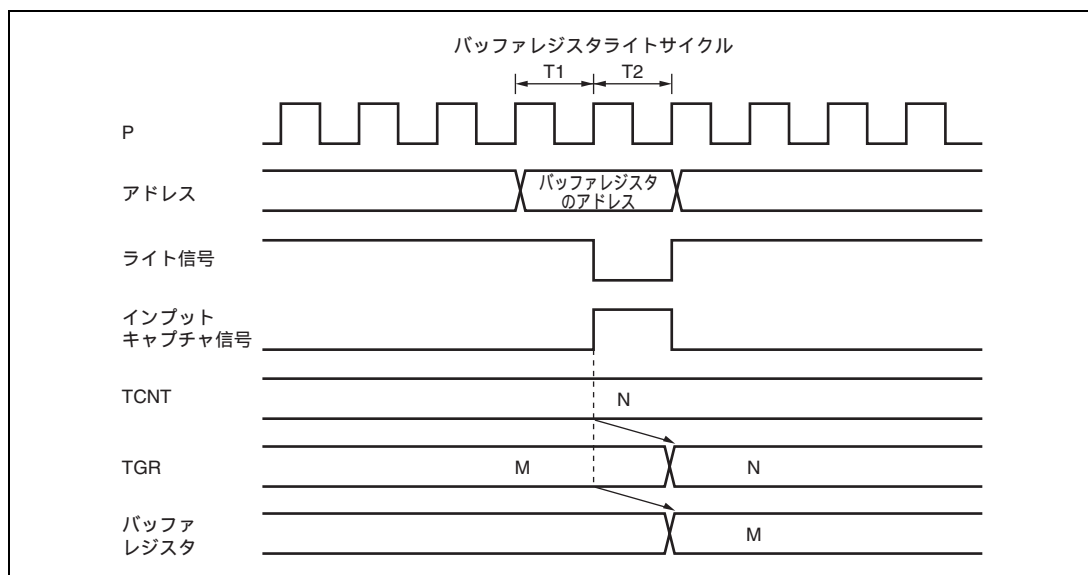 バッファレジスタライトサイクル
T1 T2
P
アドレス
バッファレジスタ
のアドレス
ライト信号
インプット
キャプチャ信号
TCNT
N
TGR
M
N
バッファ
レジスタ
M